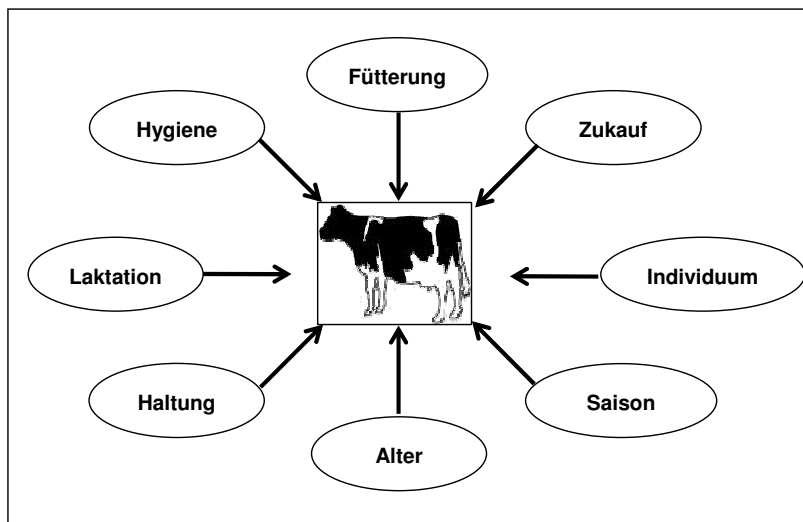 Fütterung
Hygiene
Zukauf
Laktation
Individuum
Haltung
Saison
Alter